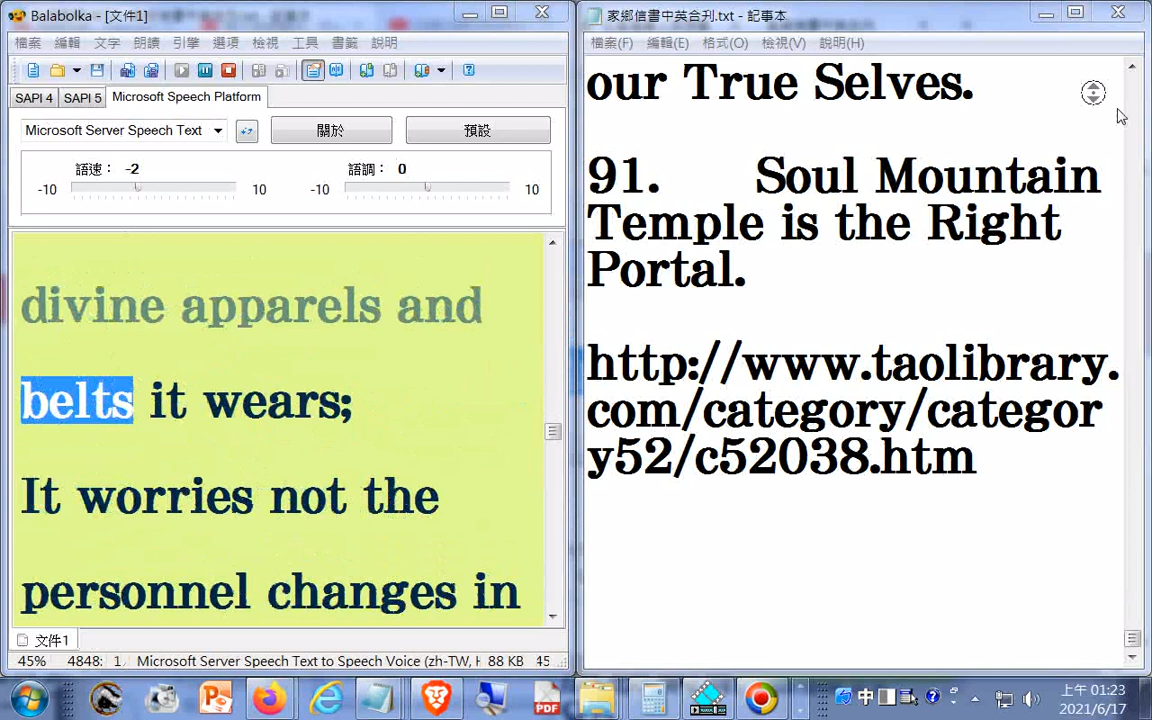 Balabolka - [文件1]
檔案 編輯 文字 朗讀 引擎 選項 檢視 工具 書籤 說明
SAPI 4 SAPI 5 Microsoft Speech Platform
Microsoft Server Speech Text 關於 預設
語速： -2 語調： 0
-10 10 -10 10
divine apparels and
belts it wears;
It worries not the
personnel changes in
文件1
45% 4848: 1 Microsoft Server Speech Text to Speech Voice (zh-TW, H 88 KB 45
家鄉信書中英合刋.txt - 記事本
檔案(F) 編輯(E) 格式(O) 檢視(V) 說明(H)
our True Selves.
91. Soul Mountain
Temple is the Right
Portal.
http://www.taolibrary.
com/category/categor
y52/c52038.htm
PDF
中
上午 01:23
2021/6/17